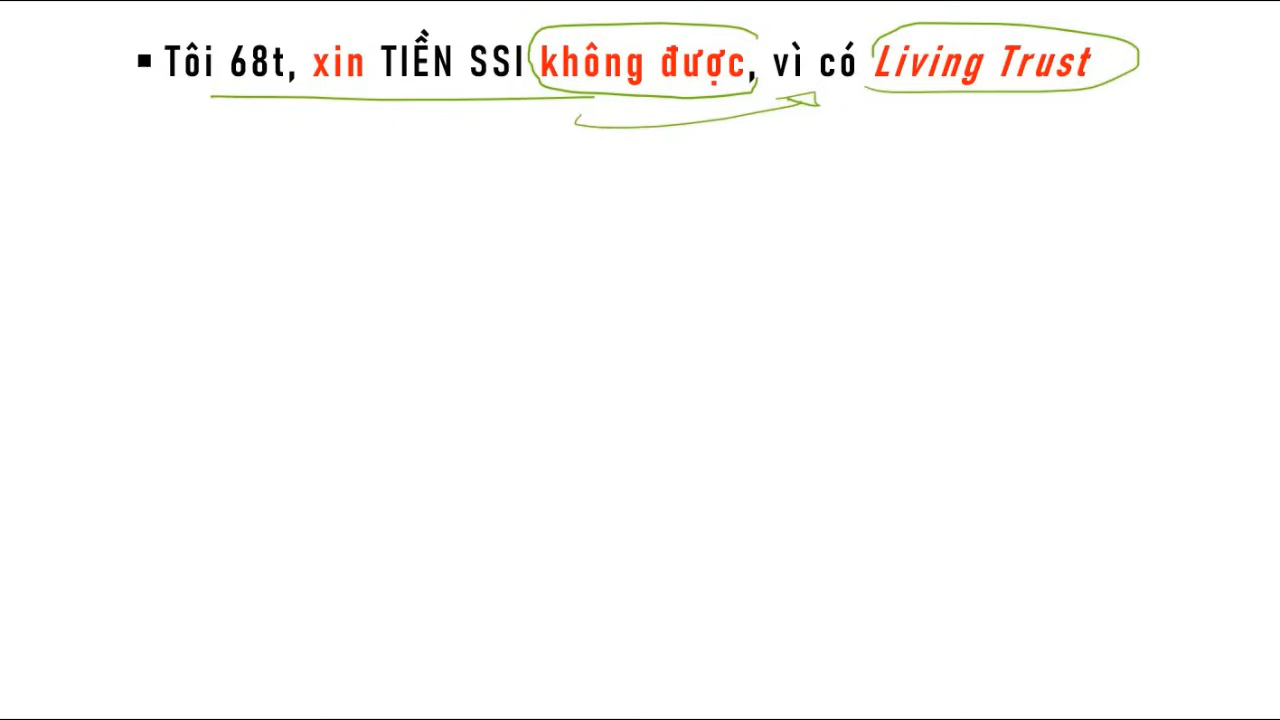 ▪ Tôi 68t, xin TIỀN SSI không được, vì có Living Trust